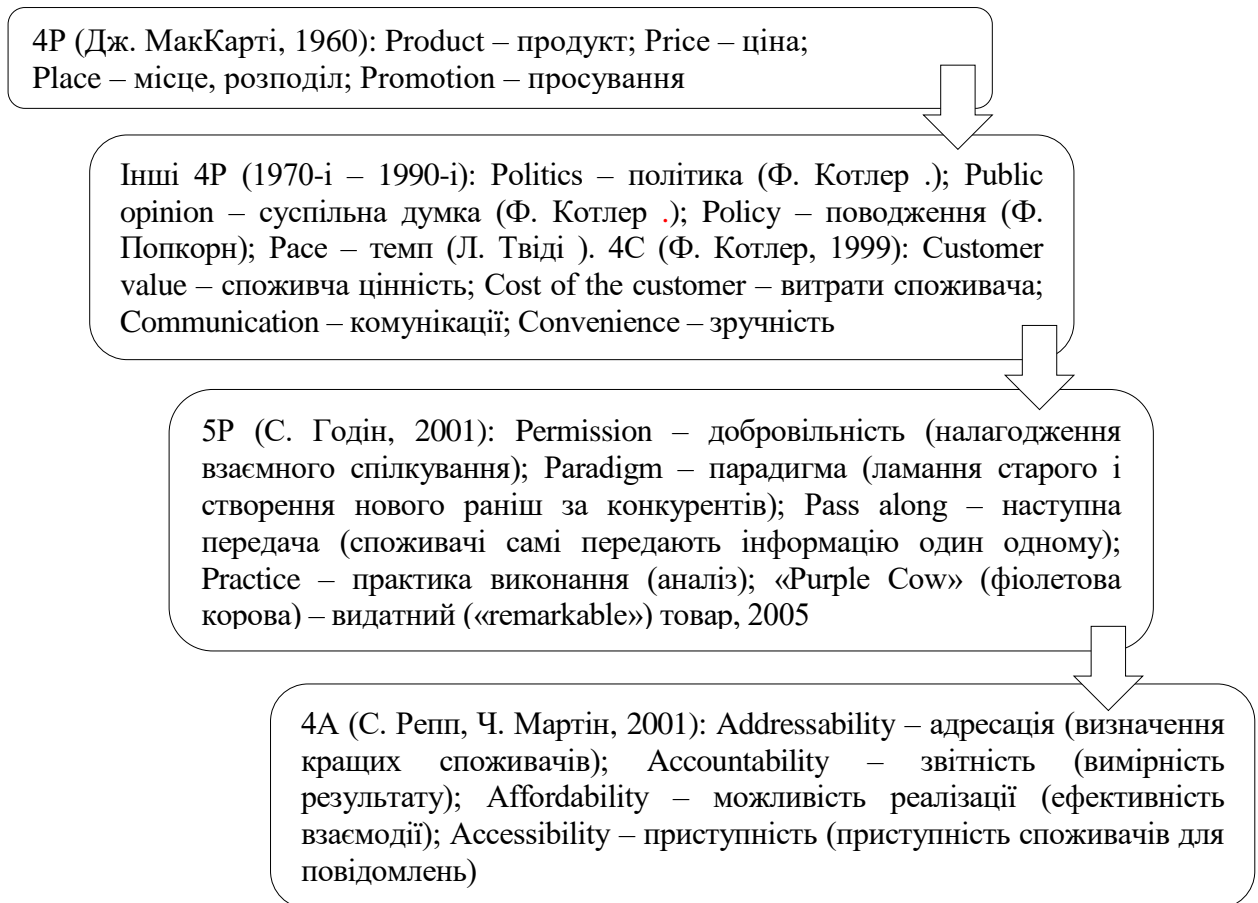 4P (Дж. МакКарті, 1960): Product – продукт; Price – ціна;
Place – місце, розподіл; Promotion – просування
Інші 4P (1970-і – 1990-і): Politics – політика (Ф. Котлер .); Public
opinion – суспільна думка (Ф. Котлер .); Policy – поводження (Ф.
Попкорн); Pace – темп (Л. Твіді ). 4C (Ф. Котлер, 1999): Customer
value – споживча цінність; Cost of the customer – витрати споживача;
Communication – комунікації; Convenience – зручність
5P (С. Годін, 2001): Permission – добровільність (налагодження
взаємного спілкування); Paradigm – парадигма (ламання старого і
створення нового раніш за конкурентів); Pass along – наступна
передача (споживачі самі передають інформацію один одному);
Practice – практика виконання (аналіз); «Purple Cow» (фіолетова
корова) – видатний («remarkable») товар, 2005
4A (С. Репп, Ч. Мартін, 2001): Addressability – адресація (визначення
кращих споживачів); Accountability – звітність (вимірність
результату); Affordability – можливість реалізації (ефективність
взаємодії); Accessibility – приступність (приступність споживачів для
повідомлень)